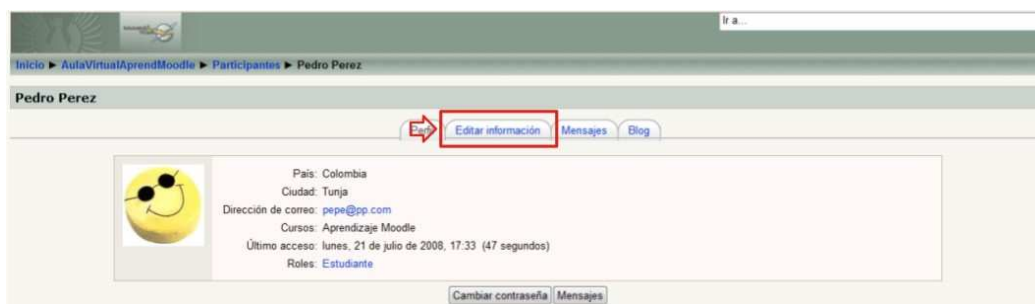 Ir a...
Inicio ► AulaVirtualAprendMoodle ► Participantes ► Pedro Perez
Pedro Perez
Editar información Mensajes Blog
País: Colombia
Ciudad: Tunja
Dirección de correo: pepe@pp.com
Cursos: Aprendizaje Moodle
Último acceso: lunes, 21 de julio de 2008, 17:33 (47 segundos)
Roles: Estudiante
Cambiar contraseña Mensajes